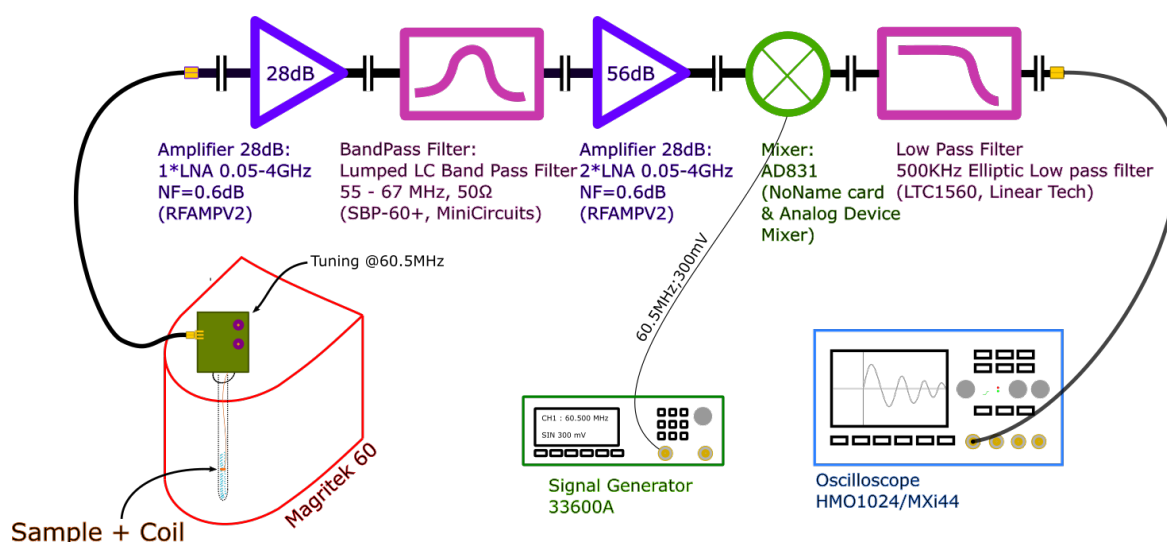 28dB
56dB
Amplifier 28dB:
1*LNA 0.05-4GHz
NF=0.6dB
(RFAMPV2)
BandPass Filter:
Lumped LC Band Pass Filter
55 - 67 MHz, 50Ω
(SBP-60+, MiniCircuits)
Amplifier 28dB:
2*LNA 0.05-4GHz
NF=0.6dB
(RFAMPV2)
Mixer:
AD831
(NoName card
& Analog Device
Mixer)
Low Pass Filter
500KHz Elliptic Low pass filter
(LTC1560, Linear Tech)
Tuning @60.5MHz
60.5MHz;300mV
CH1 : 60.500 MHz
SIN 300 mV
Signal Generator
33600A
Oscilloscope
HMO1024/MXi44
Magritek 60
Sample + Coil